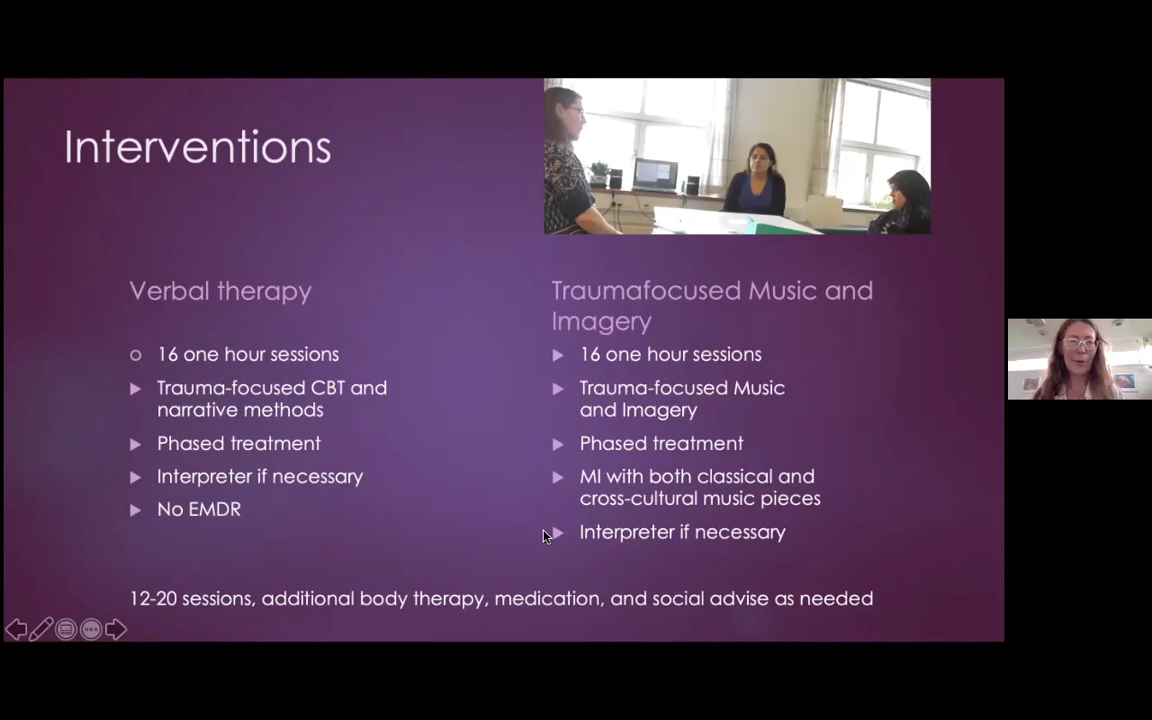 Interventions
Verbal therapy
16 one hour sessions
Trauma-focused CBT and
narrative methods
Phased treatment
Interpreter if necessary
No EMDR
Traumafocused Music and
Imagery
16 one hour sessions
Trauma-focused Music
and Imagery
Phased treatment
MI with both classical and
cross-cultural music pieces
Interpreter if necessary
12-20 sessions, additional body therapy, medication, and social advise as needed